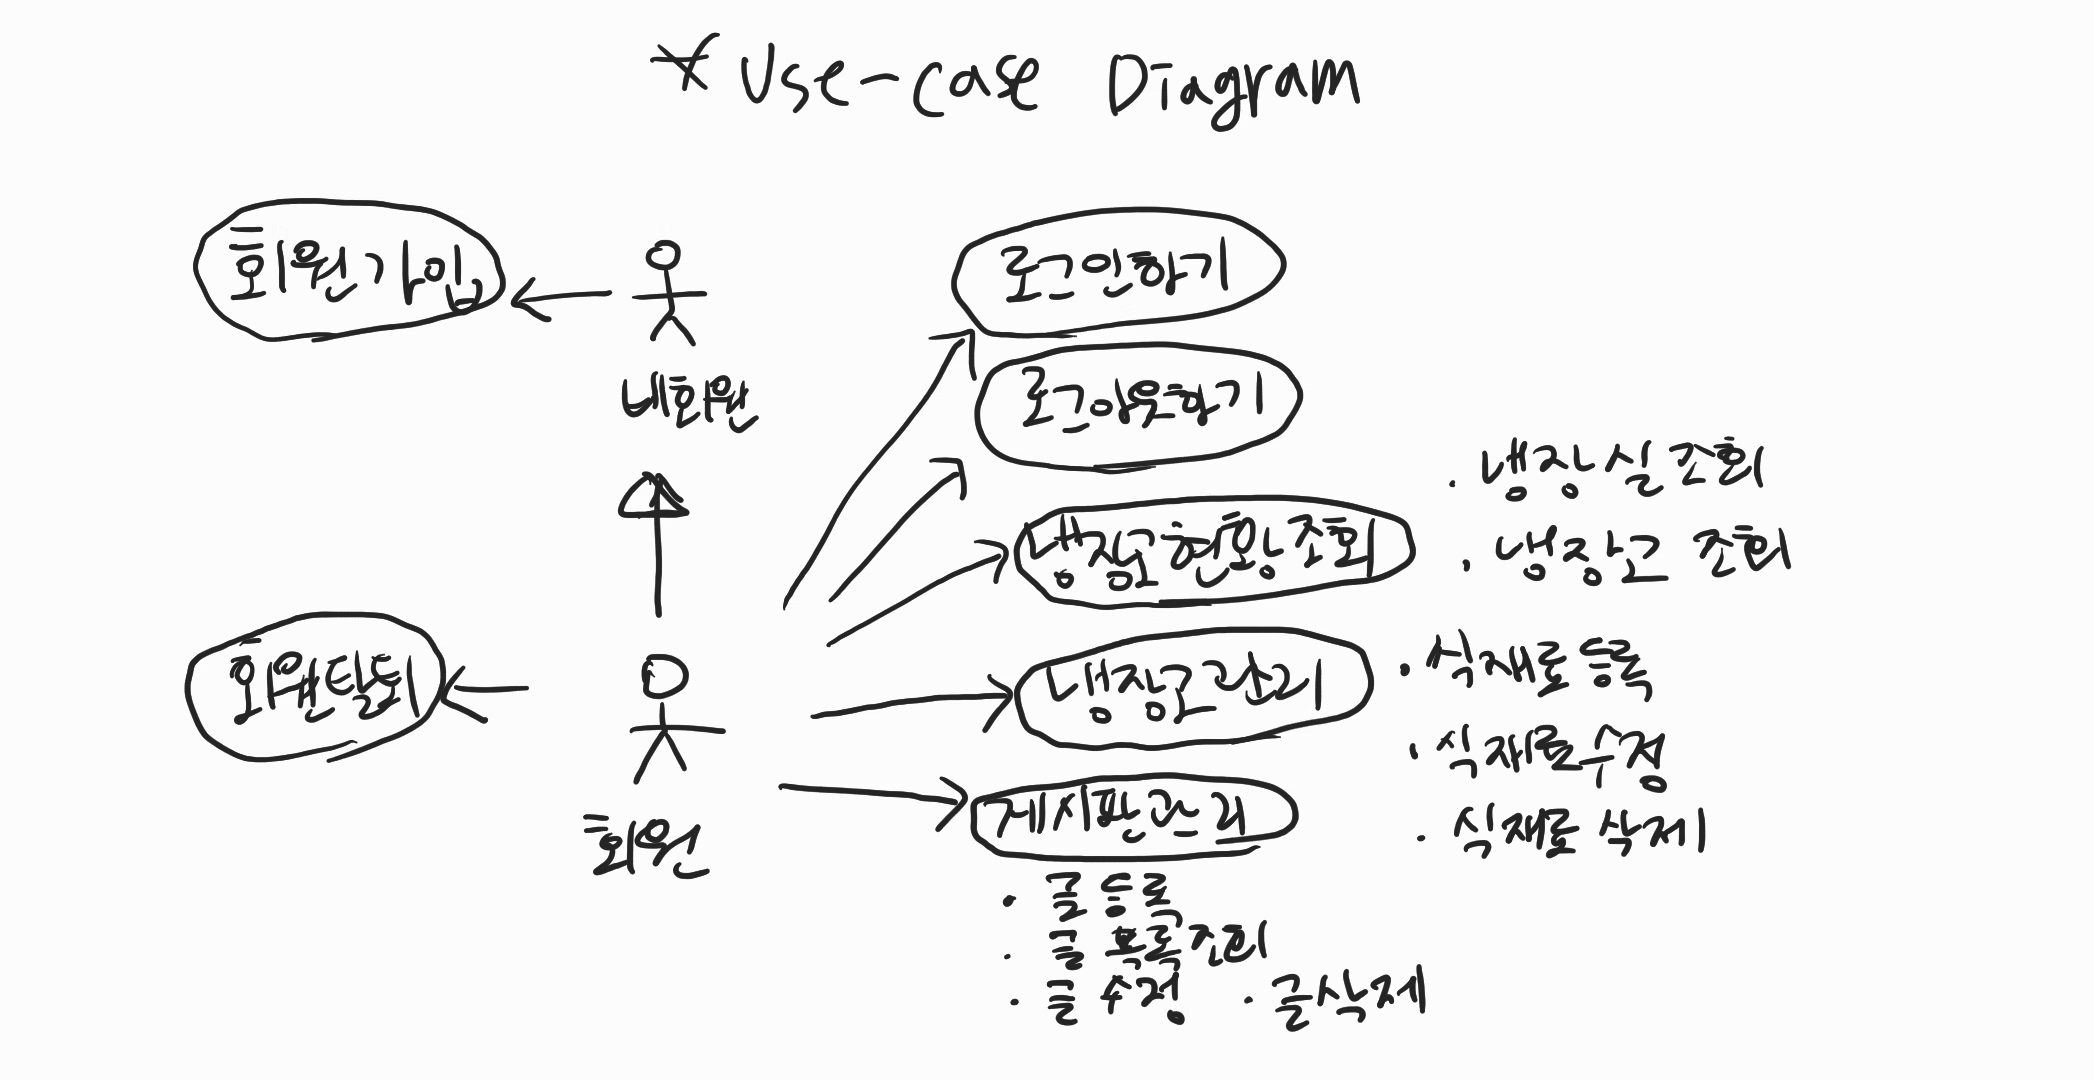 * Use-case Diagram
회원가입
비회원
로그인하기
로그아웃하기
냉장고현황조회
· 냉장실 조회
· 냉장고 조회
회원탈퇴
회원
냉장고관리
· 식재료 등록
· 식재료수정
· 식재료 삭제
게시판관리
· 글 등록
· 글 목록조회
· 글 수정 · 글삭제